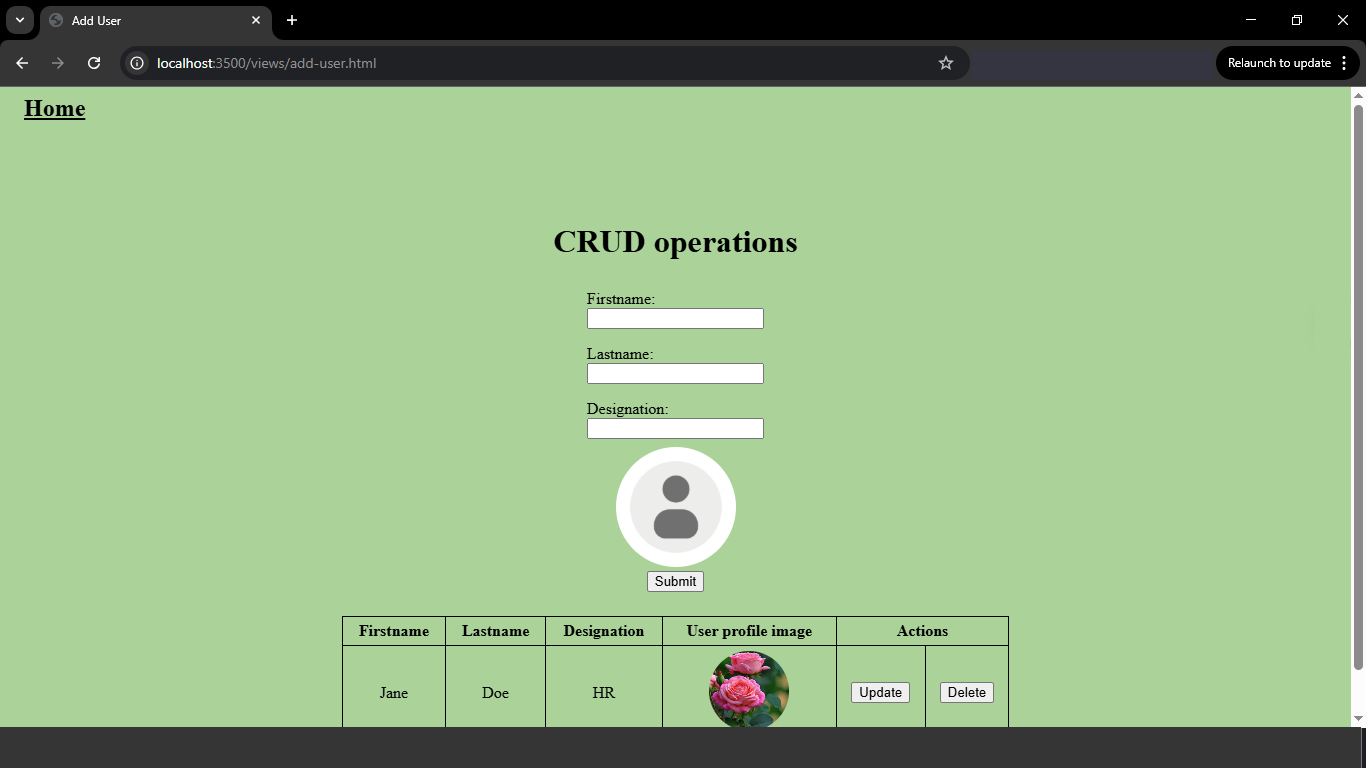 Add User
localhost:3500/views/add-user.html
Relaunch to update
Home
CRUD operations
Firstname:
Lastname:
Designation:
Submit
Firstname Lastname Designation User profile image Actions
Jane Doe HR Update Delete